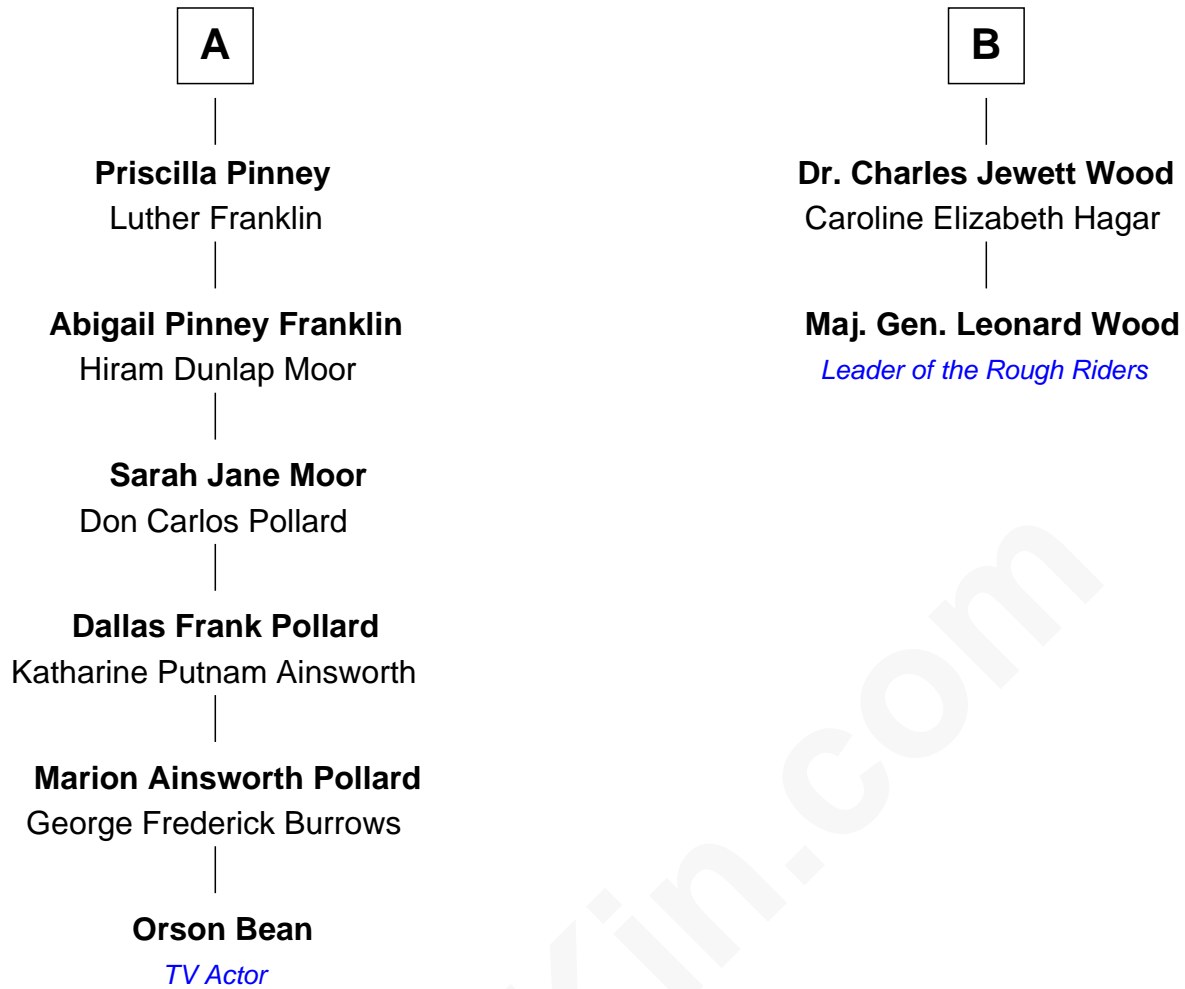 A
Priscilla Pinney
Luther Franklin
Abigail Pinney Franklin
Hiram Dunlap Moor
Sarah Jane Moor
Don Carlos Pollard
Dallas Frank Pollard
Katharine Putnam Ainsworth
Marion Ainsworth Pollard
George Frederick Burrows
Orson Bean
TV Actor
B
Dr. Charles Jewett Wood
Caroline Elizabeth Hagar
Maj. Gen. Leonard Wood
Leader of the Rough Riders
Kin.com